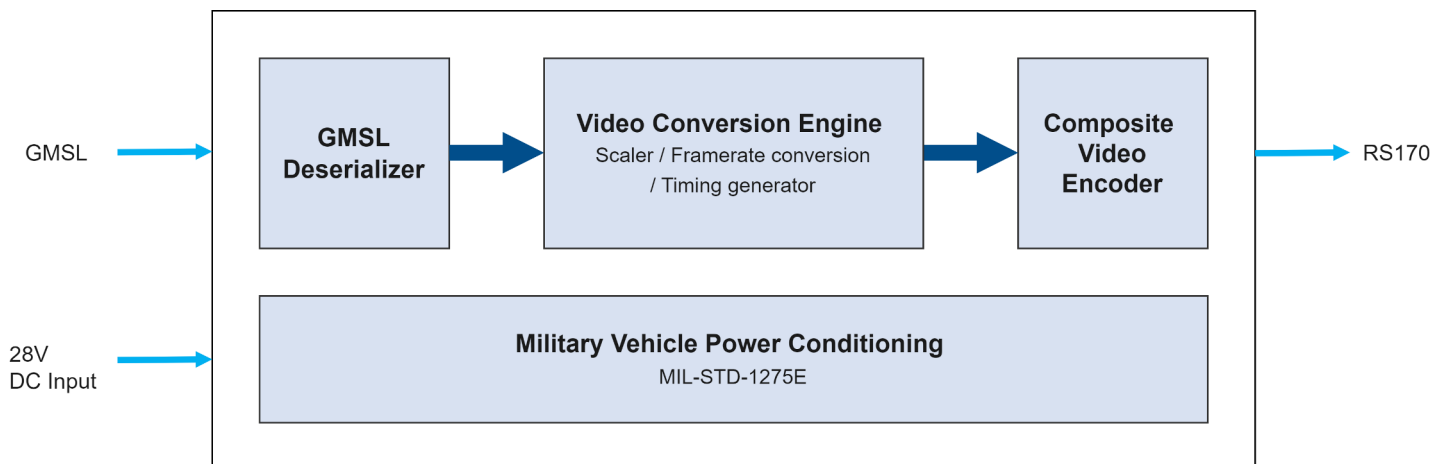 GMSL
GMSL
Deserializer
Video Conversion Engine
Scaler / Framerate conversion
/ Timing generator
Composite
Video
Encoder
RS170
28V
DC Input
Military Vehicle Power Conditioning
MIL-STD-1275E